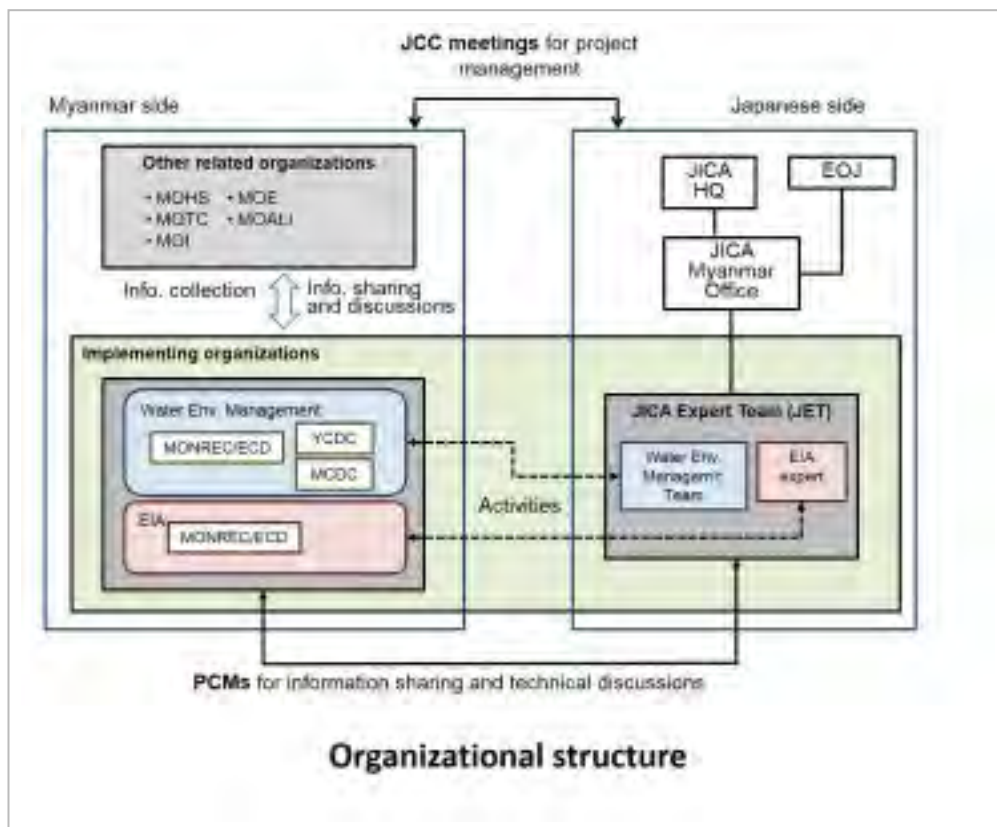 JCC meetings for project
management
Myanmar side
Japanese side
Other related organizations
• MOHS • MOE
• MOTC • MOALI
• MOI
Info. collection
Info. sharing
and discussions
JICA
HQ
EOJ
JICA
Myanmar
Office
Implementing organizations
Water Env. Management
MONREC/ECD
YCDC
MCDC
EIA
MONREC/ECD
Activities
JICA Expert Team (JET)
Water Env.
Managemnt
Team
EIA
expert
PCMs for information sharing and technical discussions
Organizational structure